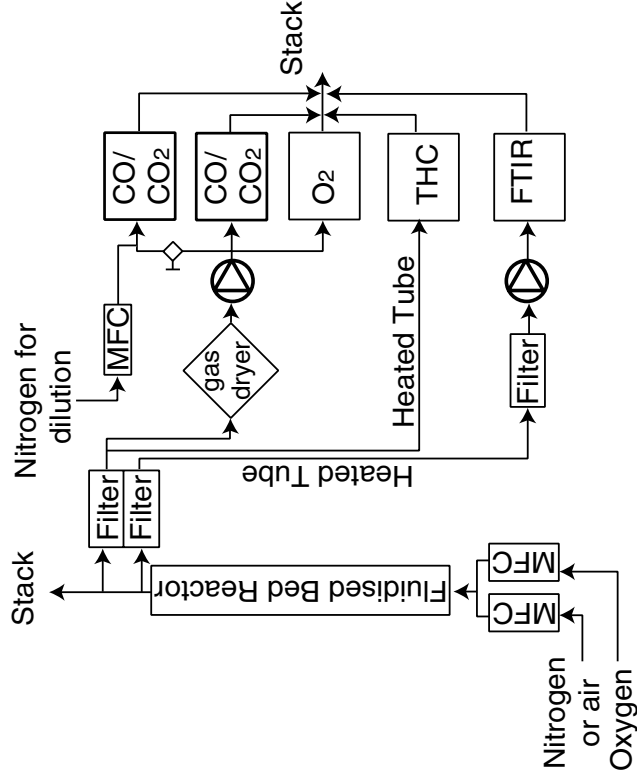 Stack
Filter
Filter
Fluidised Bed Reactor
MFC
MFC
Nitrogen
or air
Oxygen
Nitrogen for
dilution
MFC
gas
dryer
Heated Tube
Heated Tube
Filter
CO/
CO2
CO/
CO2
O2
THC
FTIR
Stack